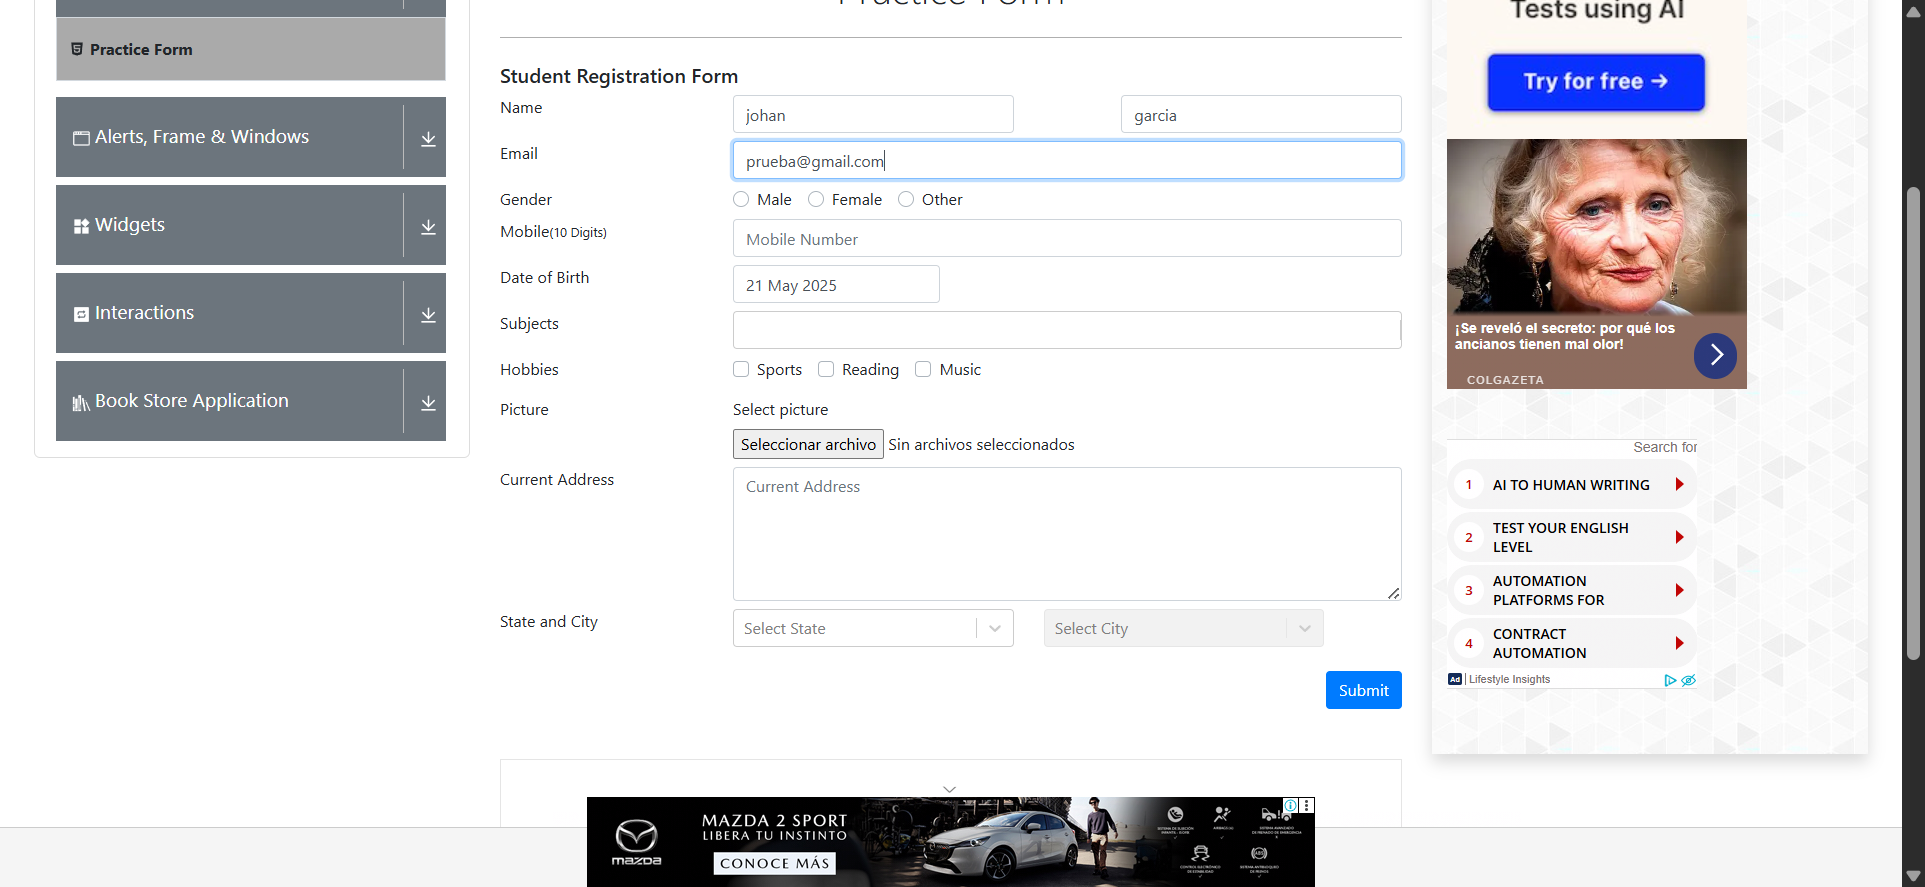 Practice Form
Practice Form
Alerts, Frame & Windows
Widgets
Interactions
Book Store Application
Student Registration Form
Name
johan
garcia
Email
prueba@gmail.com
Gender
Male
Female
Other
Mobile(10 Digits)
Mobile Number
Date of Birth
21 May 2025
Subjects
Hobbies
Sports
Reading
Music
Picture
Select picture
Seleccionar archivo
Sin archivos seleccionados
Current Address
Current Address
State and City
Select State
Select City
Submit
Tests using AI
Try for free →
¡Se reveló el secreto: por qué los
ancianos tienen mal olor!
COLGAZETA
Search for
1 AI TO HUMAN WRITING
2 TEST YOUR ENGLISH
LEVEL
3 AUTOMATION
PLATFORMS FOR
4 CONTRACT
AUTOMATION
Ad | Lifestyle Insights
mazda
MAZDA 2 SPORT
LIBERA TU INSTINTO
CONOCE MÁS